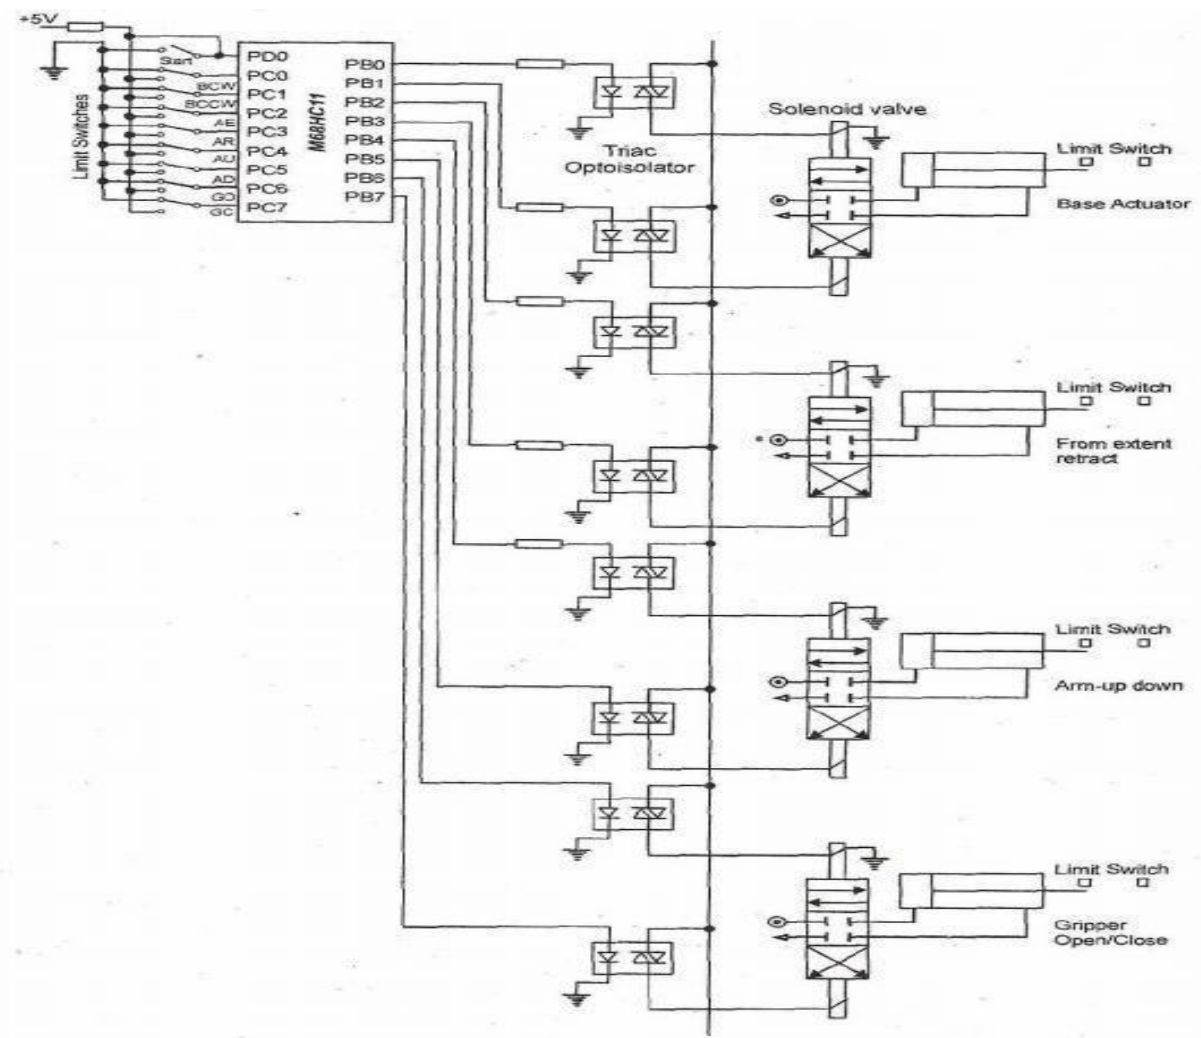 +5V
Start
Limit Switches
BCW
BCCW
AE
AR
AU
AD
GO
GC
PD0
PC0
PC1
PC2
PC3
PC4
PC5
PC6
PC7
M68HC11
PB0
PB1
PB2
PB3
PB4
PB5
PB6
PB7
Triac
Optoisolator
Solenoid valve
Limit Switch
Base Actuator
Limit Switch
From extent
retract
Limit Switch
Arm-up down
Limit Switch
Gripper
Open/Close